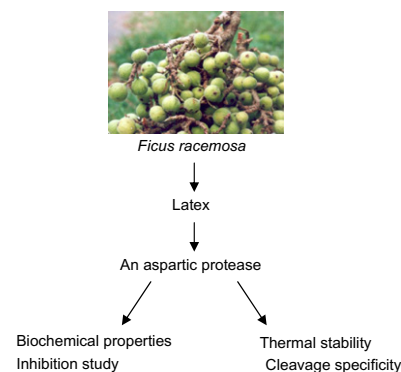 Ficus racemosa
Latex
An aspartic protease
Biochemical properties
Inhibition study
Thermal stability
Cleavage specificity